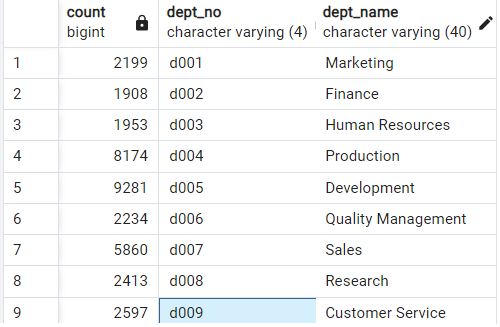 count dept_no dept_name
bigint character varying (4) character varying (40)
1 2199 d001 Marketing
2 1908 d002 Finance
3 1953 d003 Human Resources
4 8174 d004 Production
5 9281 d005 Development
6 2234 d006 Quality Management
7 5860 d007 Sales
8 2413 d008 Research
9 2597 d009 Customer Service